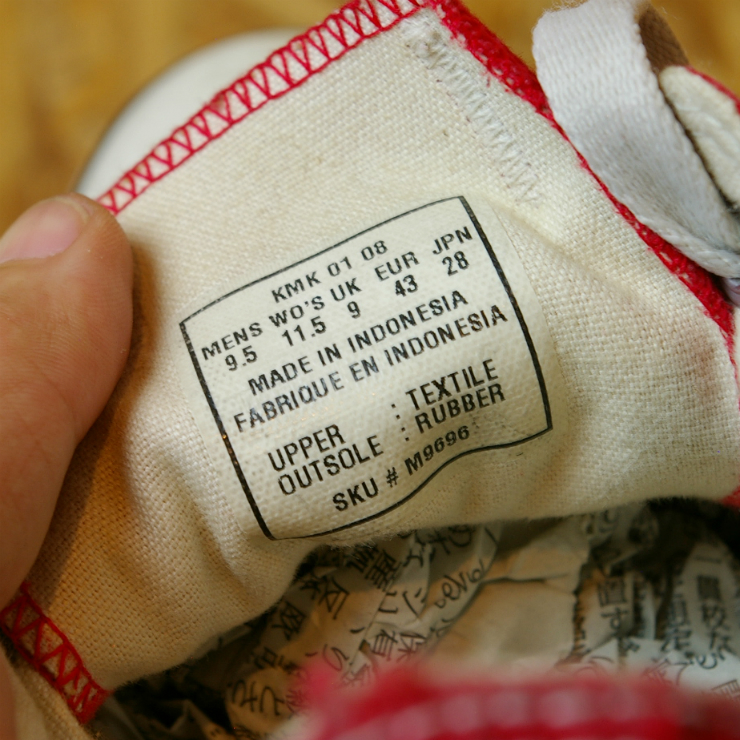 KMK 01 08
MENS WO'S UK EUR JPN
9.5 11.5 9 43 28
MADE IN INDONESIA
FABRIQUE EN INDONESIA
UPPER : TEXTILE
OUTSOLE : RUBBER
SKU # M9696